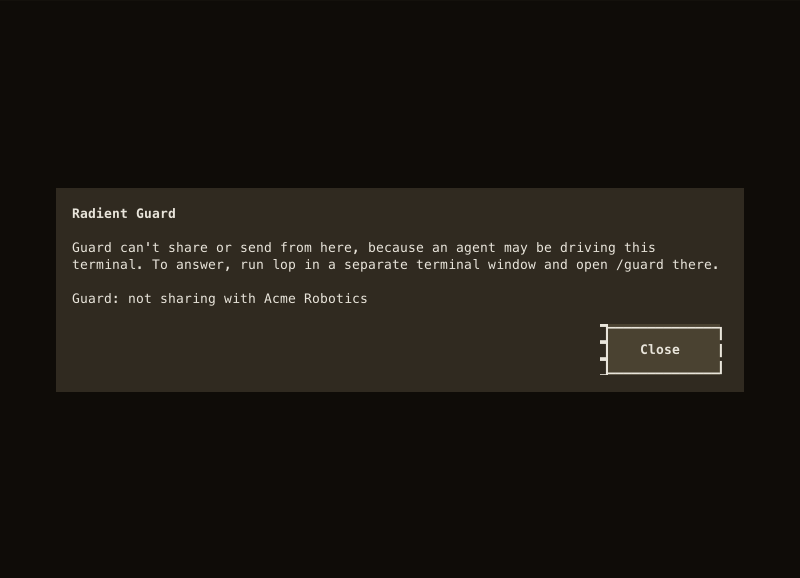 Radient Guard
Guard can't share or send from here, because an agent may be driving this
terminal. To answer, run lop in a separate terminal window and open /guard there.
Guard: not sharing with Acme Robotics
Close